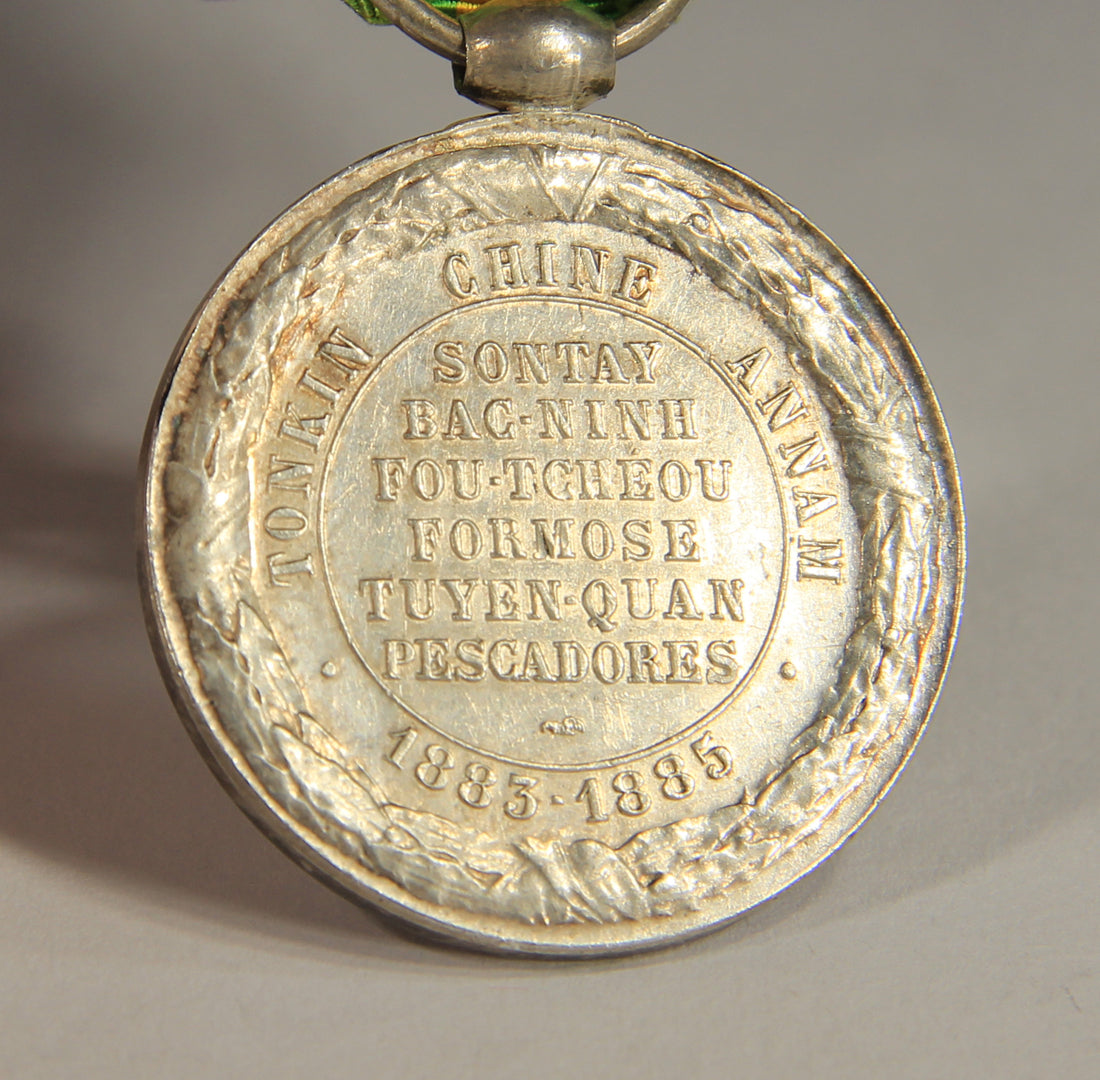 TONKIN CHINE ANNAM
SONTAY
BAC-NINH
FOU-TCHÉOU
FORMOSE
TUYEN-QUAN
PESCADORES
1883-1885